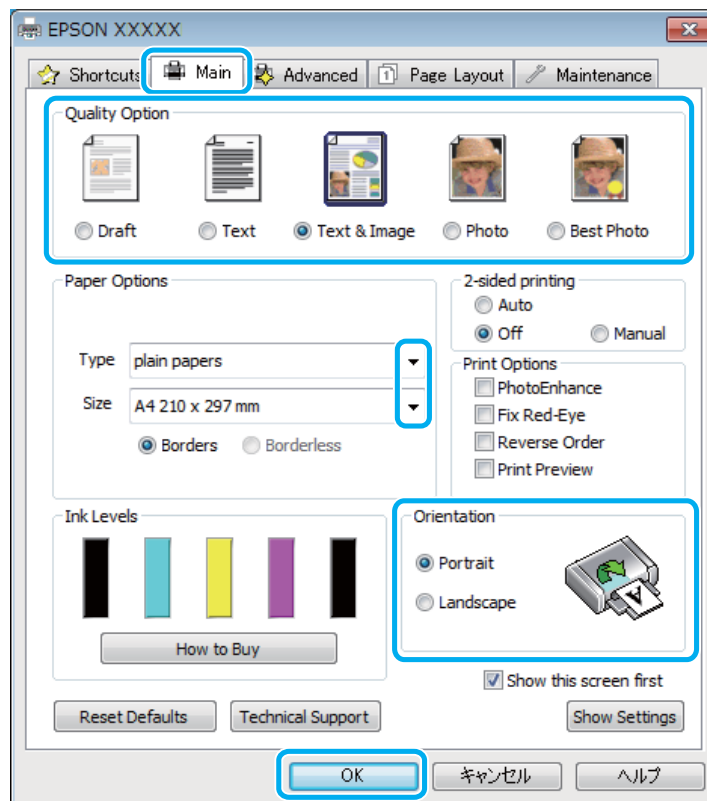 EPSON XXXXX
Shortcuts Main Advanced 1 Page Layout Maintenance
Quality Option
Draft Text Text & Image Photo Best Photo
Paper Options
2-sided printing
Auto
Off Manual
Type plain papers
Print Options
PhotoEnhance
Size A4 210 x 297 mm
Fix Red-Eye
Borders Borderless
Reverse Order
Print Preview
Ink Levels
Orientation
Portrait
A
Landscape
How to Buy
Show this screen first
Reset Defaults Technical Support Show Settings
OK キャンセル ヘルプ